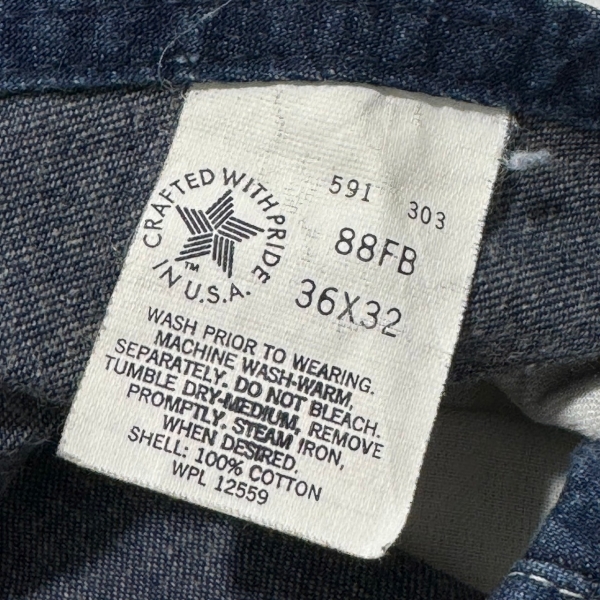 CRAFTED WITH PRIDE
IN U.S.A.
™
591 303
88FB
36X32
WASH PRIOR TO WEARING.
MACHINE WASH-WARM,
SEPARATELY. DO NOT BLEACH.
TUMBLE DRY-MEDIUM, REMOVE
PROMPTLY. STEAM IRON,
WHEN DESIRED.
SHELL: 100% COTTON
WPL 12559